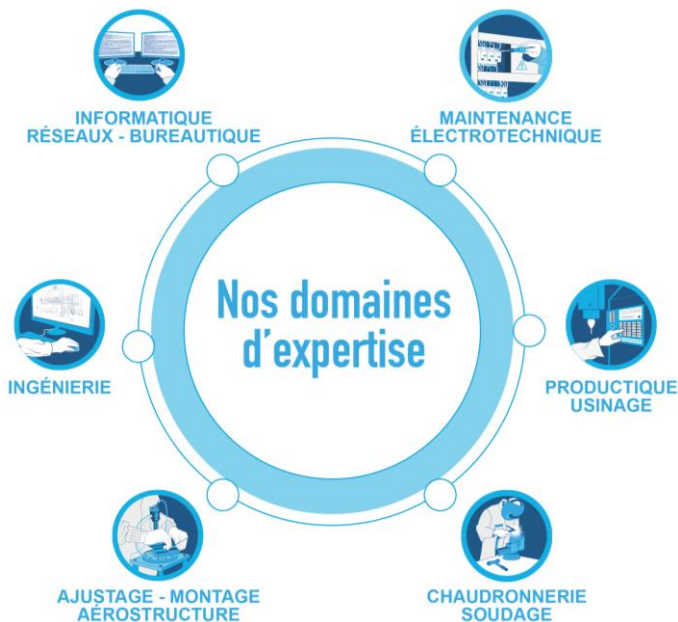 INFORMATIQUE
RÉSEAUX - BUREAUTIQUE
MAINTENANCE
ÉLECTROTECHNIQUE
Nos domaines
d'expertise
INGÉNIERIE
PRODUCTIQUE
USINAGE
AJUSTAGE - MONTAGE
AÉROSTRUCTURE
CHAUDRONNERIE
SOUDAGE